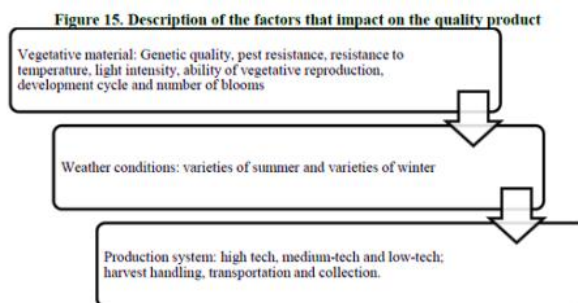 Figure 15. Description of the factors that impact on the quality product
Vegetative material: Genetic quality, pest resistance, resistance to
temperature, light intensity, ability of vegetative reproduction,
development cycle and number of blooms
Weather conditions: varieties of summer and varieties of winter
Production system: high tech, medium-tech and low-tech;
harvest handling, transportation and collection.